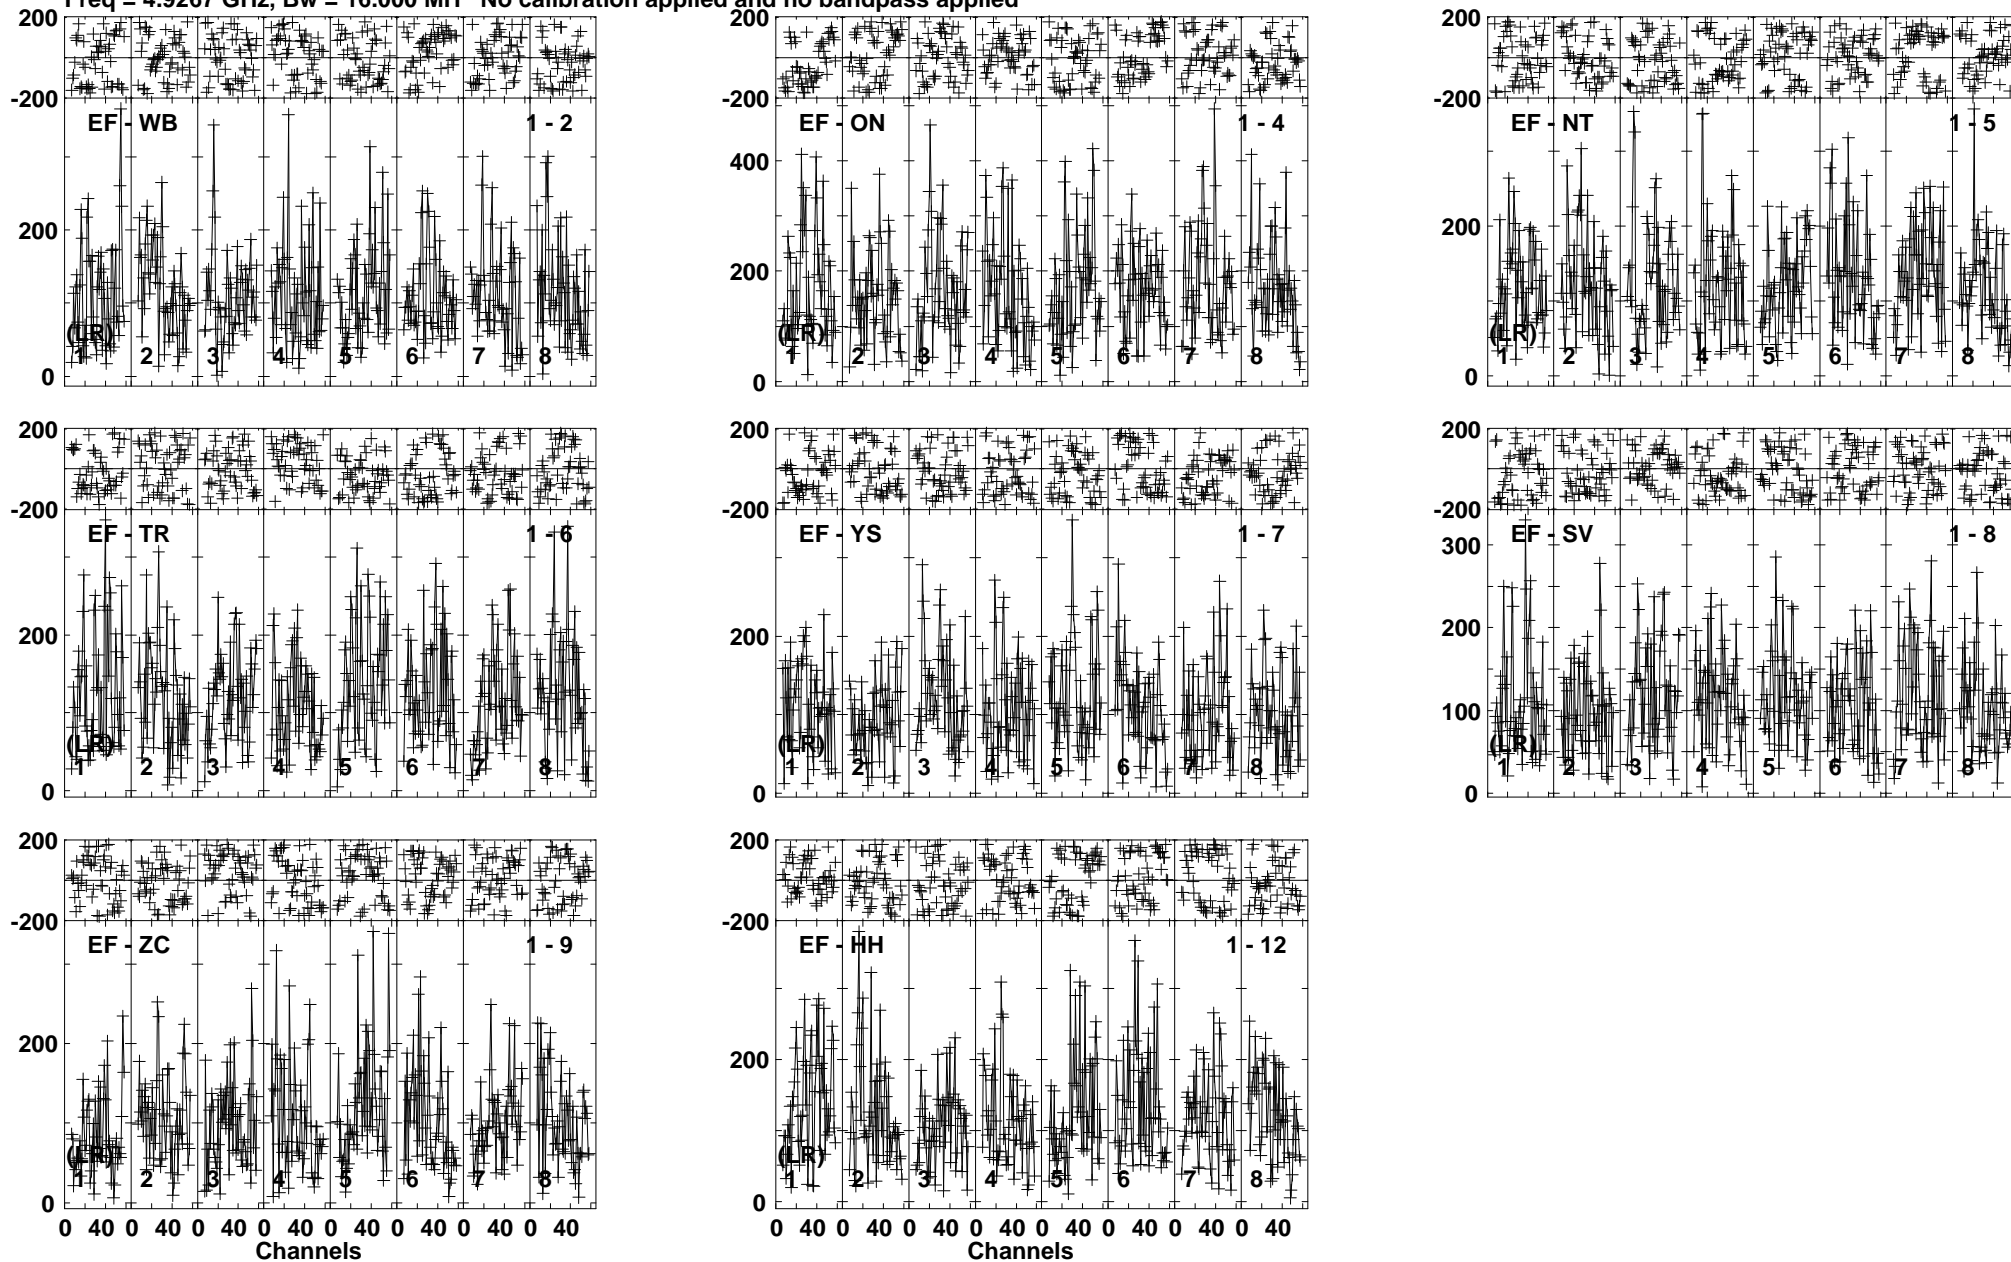 Freq = 4.9267 GHz, Bw = 16.000 MH No calibration applied and no bandpass applied
200
-200
EF - WB 1 - 2
200
0
(LR)
1 2 3 4 5 6 7 8
200
-200
EF - ON 1 - 4
400
200
0
(LR)
1 2 3 4 5 6 7 8
200
-200
EF - NT 1 - 5
200
0
(LR)
1 2 3 4 5 6 7 8
200
-200
EF - TR 1 - 6
200
0
(LR)
1 2 3 4 5 6 7 8
200
-200
EF - YS 1 - 7
200
0
(LR)
1 2 3 4 5 6 7 8
200
-200
EF - SV 1 - 8
300
200
100
0
(LR)
1 2 3 4 5 6 7 8
200
-200
EF - ZC 1 - 9
200
0
(LR)
1 2 3 4 5 6 7 8
0 40 0 40 0 40 0 40 0 40 0 40 0 40 0 40
Channels
200
-200
EF - HH 1 - 12
200
0
(LR)
1 2 3 4 5 6 7 8
0 40 0 40 0 40 0 40 0 40 0 40 0 40 0 40
Channels